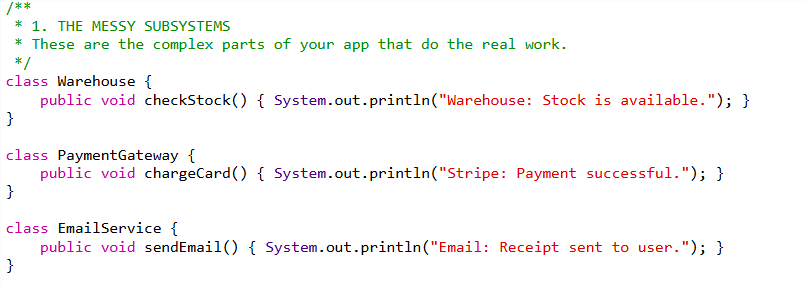 /**
 * 1. THE MESSY SUBSYSTEMS
 * These are the complex parts of your app that do the real work.
 */
class Warehouse {
    public void checkStock() { System.out.println("Warehouse: Stock is available."); }
}

class PaymentGateway {
    public void chargeCard() { System.out.println("Stripe: Payment successful."); }
}

class EmailService {
    public void sendEmail() { System.out.println("Email: Receipt sent to user."); }
}